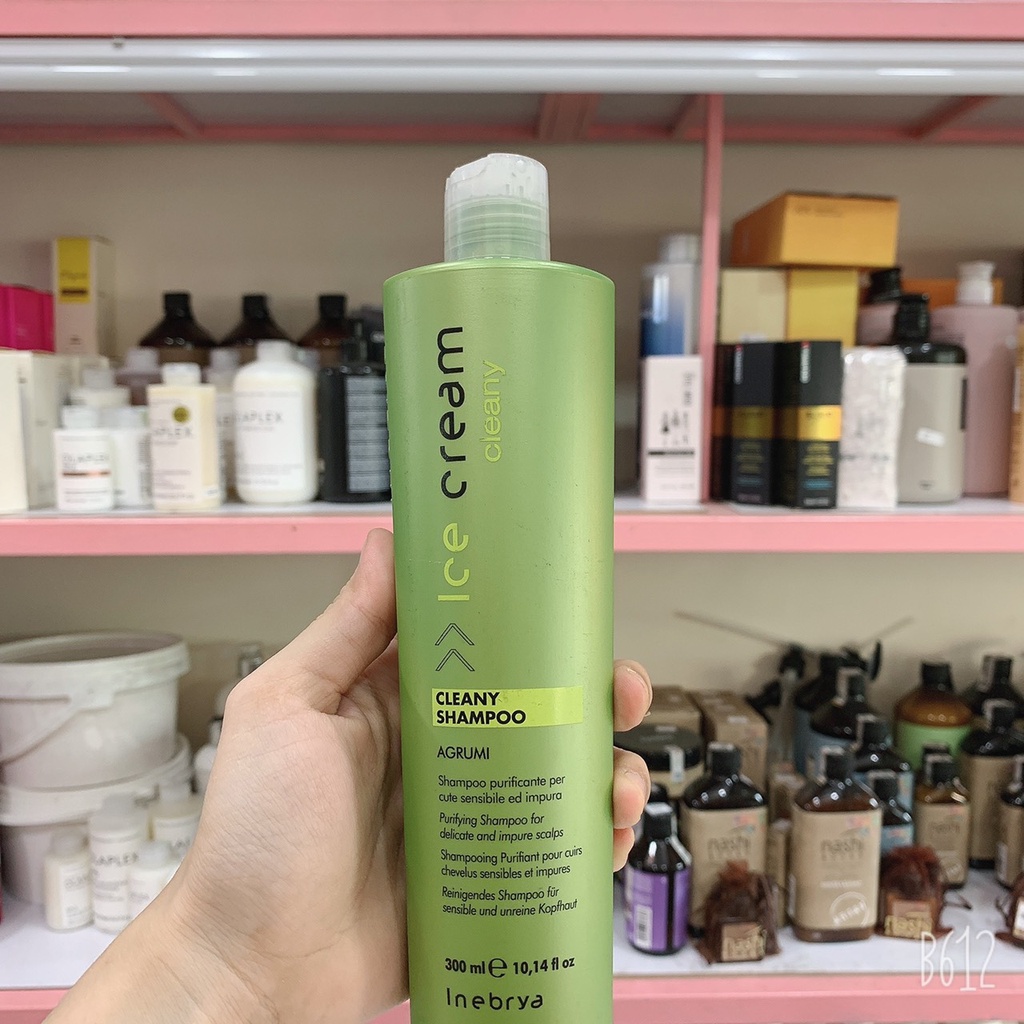 Ice cream
cleany
CLEANY
SHAMPOO
AGRUMI
Shampoo purificante per
cute sensibile ed impura
Purifying Shampoo for
delicate and impure scalps
Shampooing Purifiant pour cuirs
chevelus sensibles et impures
Reinigendes Shampoo für
sensible und unreine Kopfhaut
300 ml e 10,14 fl oz
Inebrya
nashi
nashi
nashi
B612